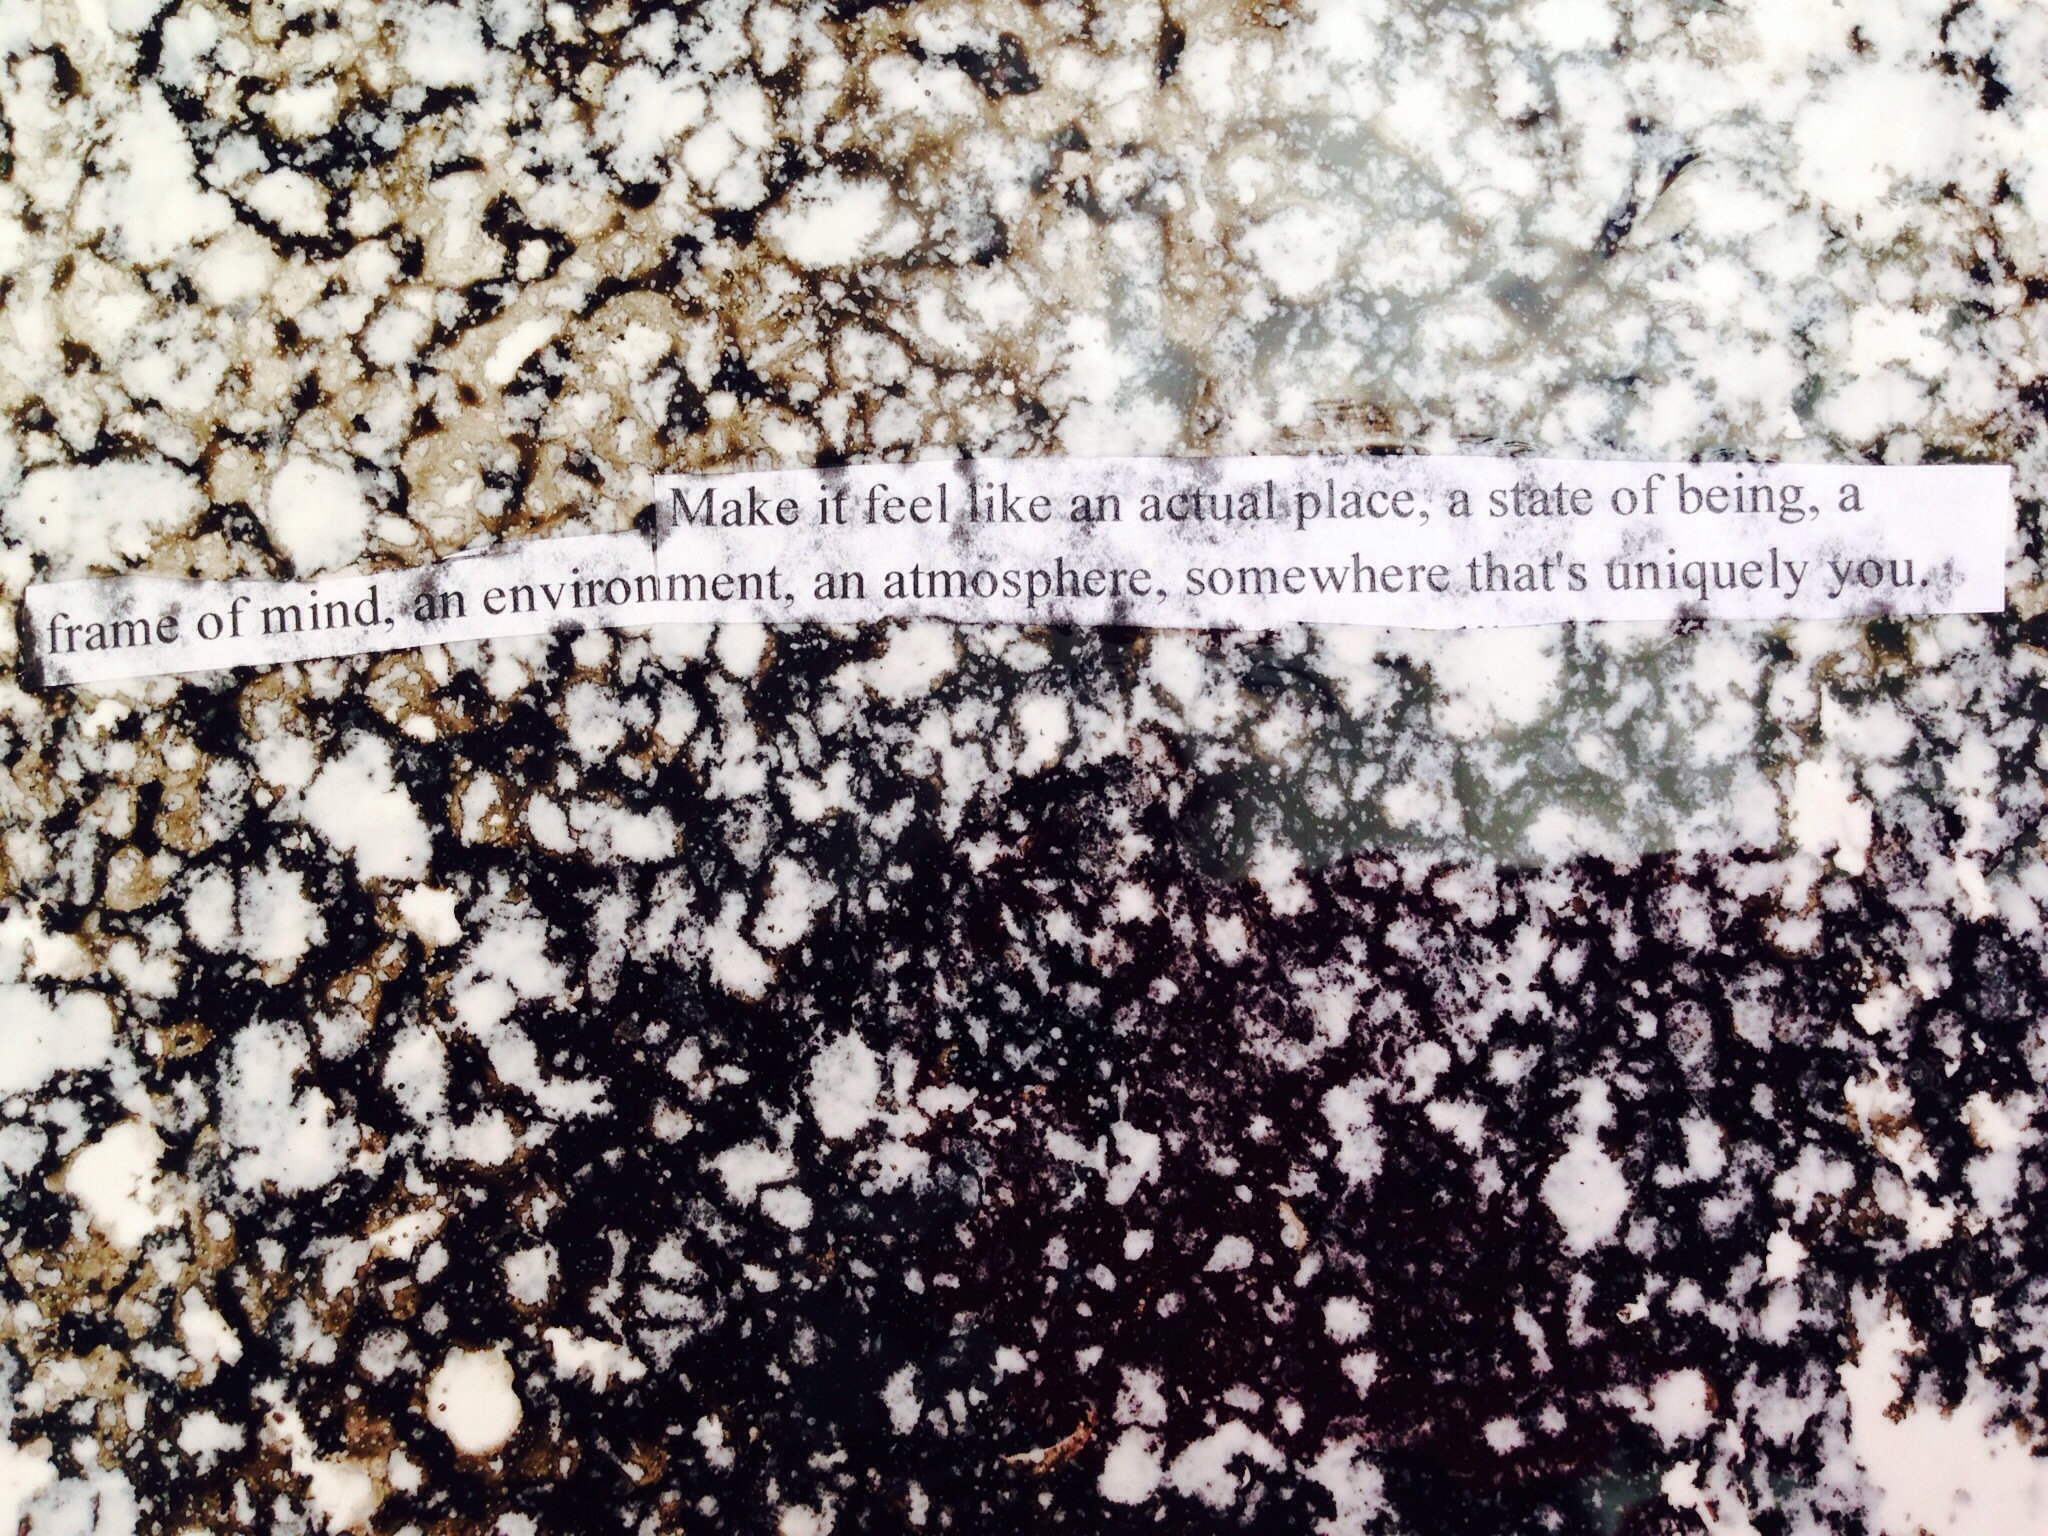 Make it feel like an actual place, a state of being, a
frame of mind, an environment, an atmosphere, somewhere that's uniquely you.